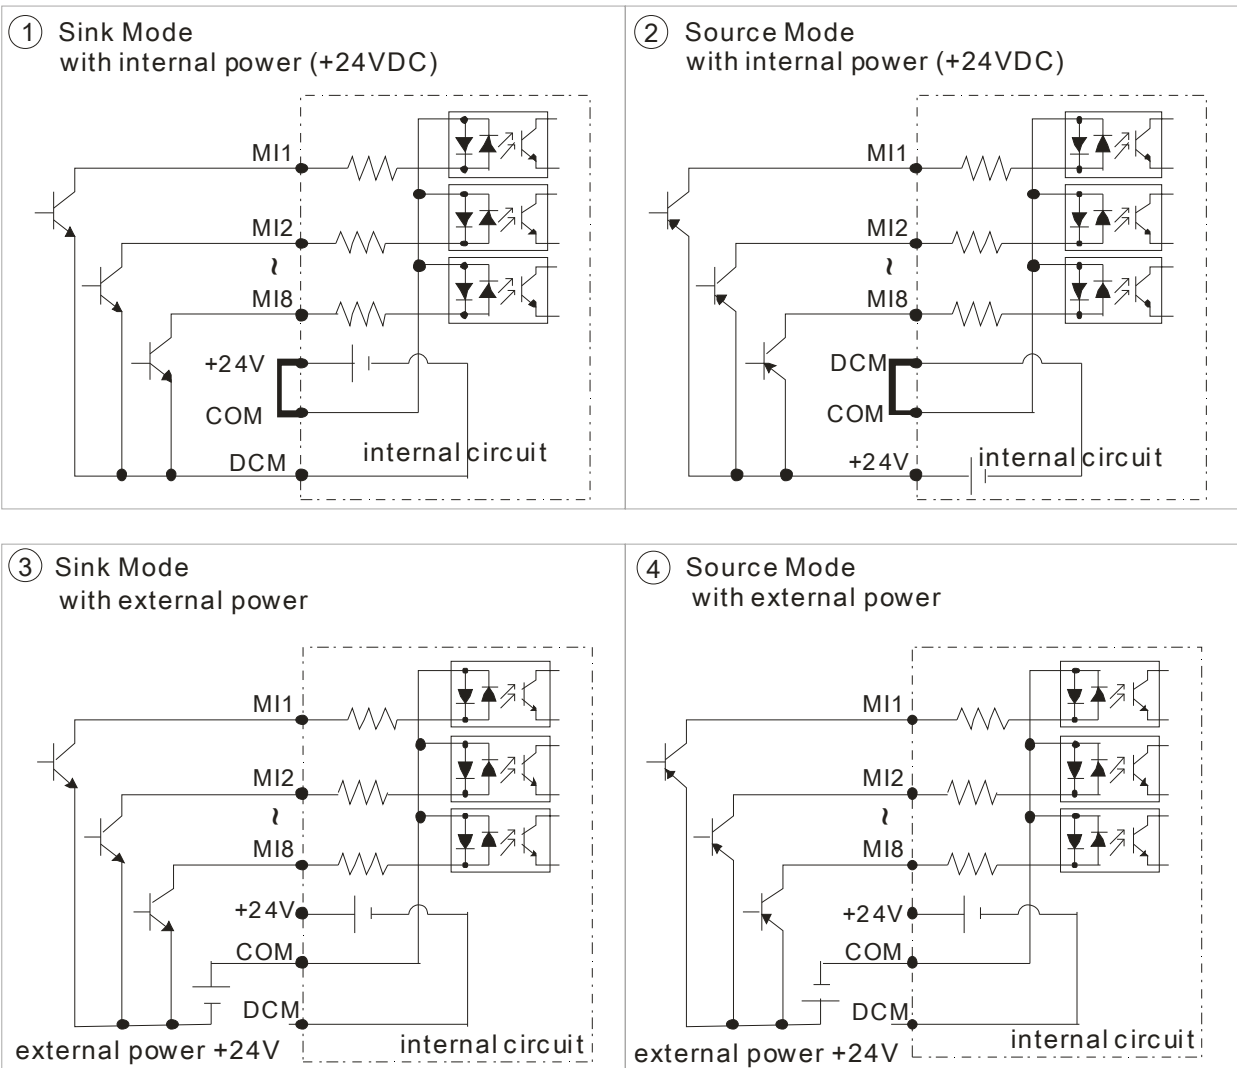 1 Sink Mode
with internal power (+24VDC)
MI1
MI2
~
MI8
+24V
COM
DCM
internal circuit
2 Source Mode
with internal power (+24VDC)
MI1
MI2
~
MI8
DCM
COM
+24V
internal circuit
3 Sink Mode
with external power
MI1
MI2
~
MI8
+24V
COM
DCM
internal circuit
external power +24V
4 Source Mode
with external power
MI1
MI2
~
MI8
+24V
COM
DCM
internal circuit
external power +24V